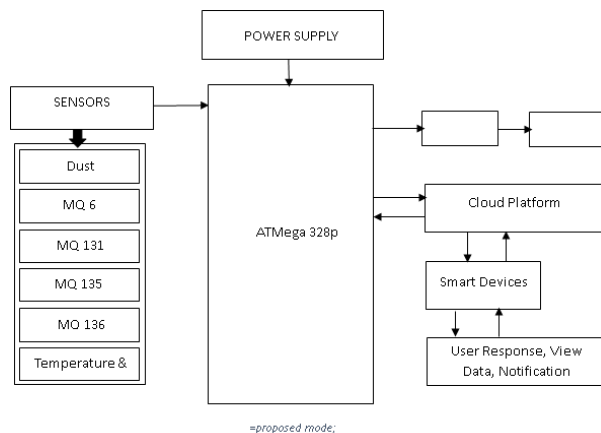 POWER SUPPLY
SENSORS
Dust
MQ 6
MQ 131
MQ 135
MQ 136
Temperature &
ATMega 328p
Cloud Platform
Smart Devices
User Response, View
Data, Notification
=proposed mode;